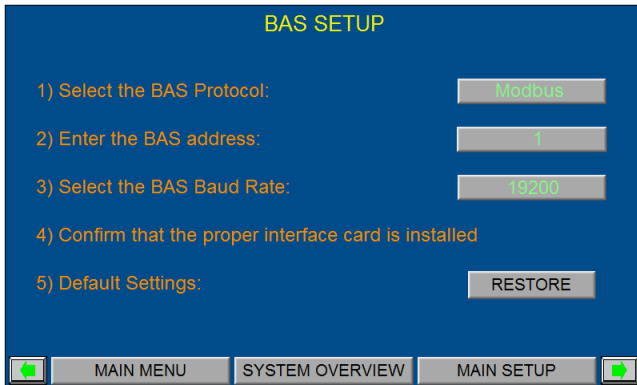 BAS SETUP
1) Select the BAS Protocol: Modbus
2) Enter the BAS address: 1
3) Select the BAS Baud Rate: 19200
4) Confirm that the proper interface card is installed
5) Default Settings: RESTORE
MAIN MENU SYSTEM OVERVIEW MAIN SETUP